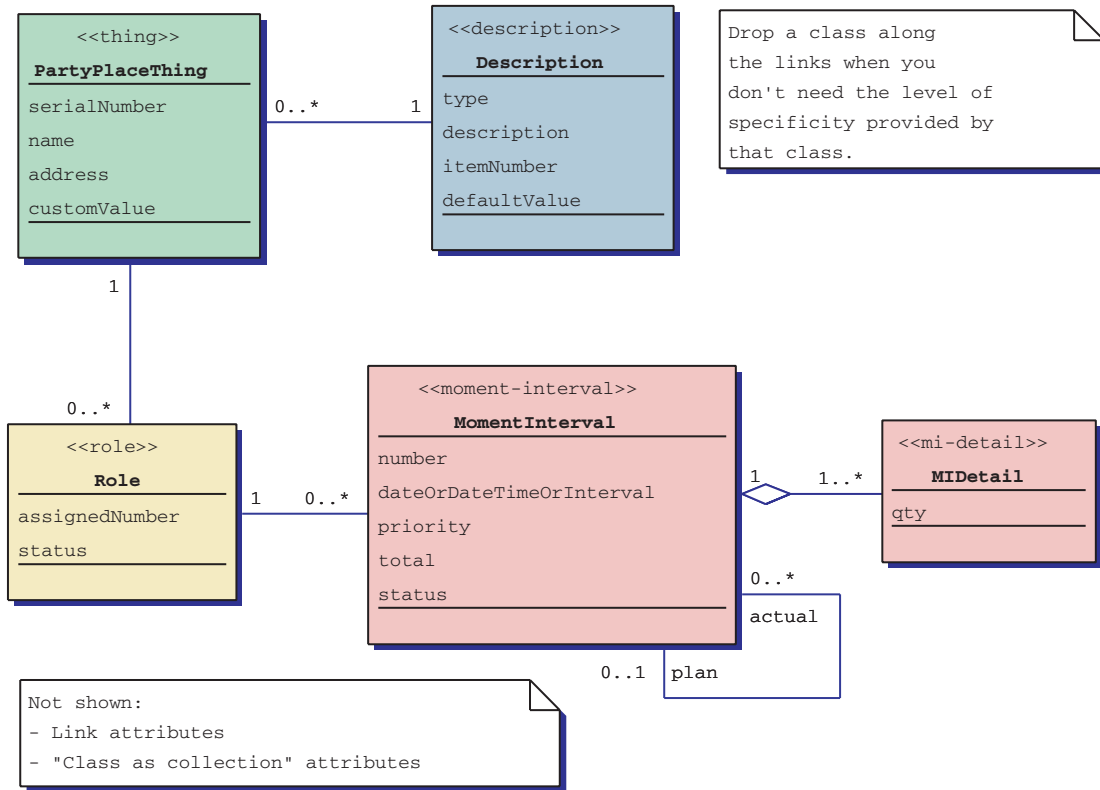 <<thing>>
PartyPlaceThing
serialNumber
name
address
customValue
0..*
1
<<description>>
Description
type
description
itemNumber
defaultValue
Drop a class along
the links when you
don't need the level of
specificity provided by
that class.
1
0..*
<<role>>
Role
assignedNumber
status
1
0..*
<<moment-interval>>
MomentInterval
number
dateOrDateTimeOrInterval
priority
total
status
1
1..*
<<mi-detail>>
MIDetail
qty
0..*
actual
0..1
plan
Not shown:
- Link attributes
- "Class as collection" attributes